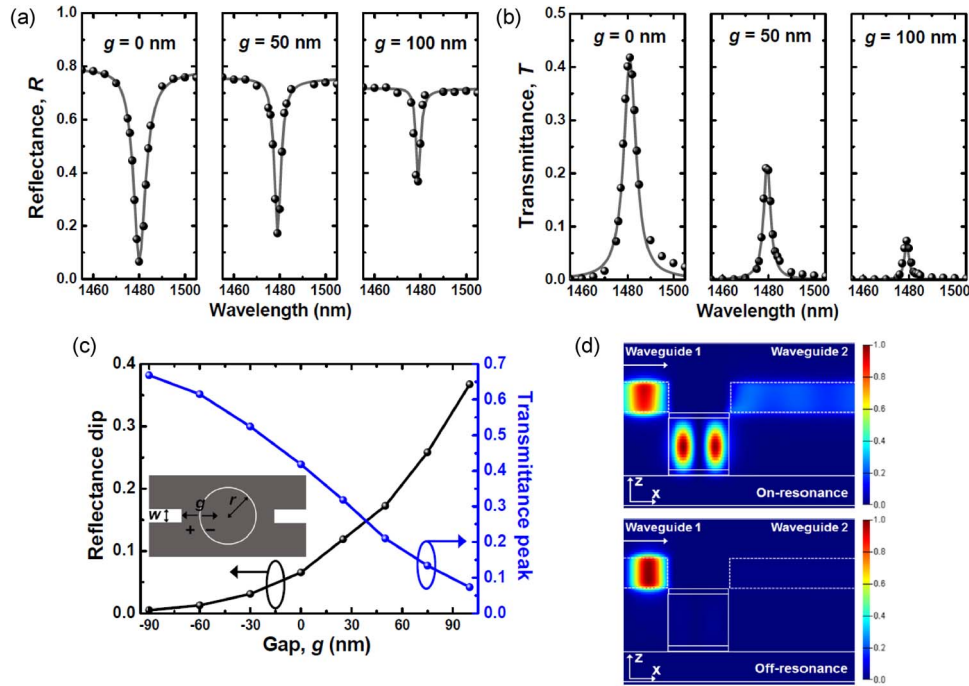 (a)
g = 0 nm
g = 50 nm
g = 100 nm
Reflectance, R
1.0
0.8
0.6
0.4
0.2
0.0
1460 1480 1500 1460 1480 1500 1460 1480 1500
Wavelength (nm)
(b)
g = 0 nm
g = 50 nm
g = 100 nm
Transmittance, T
0.5
0.4
0.3
0.2
0.1
0.0
1460 1480 1500 1460 1480 1500 1460 1480 1500
Wavelength (nm)
(c)
Reflectance dip
0.4
0.3
0.2
0.1
0.0
w
g
r
+ −
-90 -60 -30 0 30 60 90
Gap, g (nm)
0.7
0.6
0.5
0.4
0.3
0.2
0.1
0.0
Transmittance peak
(d)
Waveguide 1 Waveguide 2
z
x
On-resonance
1.0
0.8
0.6
0.4
0.2
0
Waveguide 1 Waveguide 2
z
x
Off-resonance
1.0
0.8
0.6
0.4
0.2
0